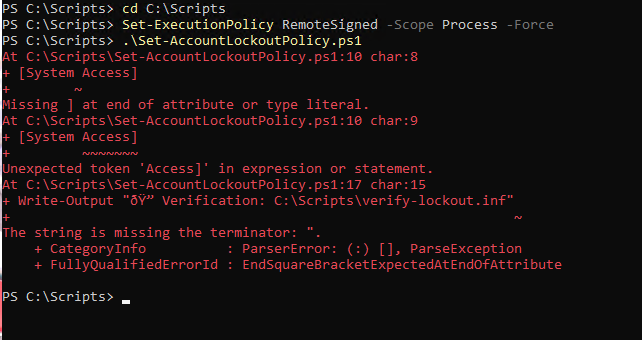 PS C:\Scripts> cd C:\Scripts
PS C:\Scripts> Set-ExecutionPolicy RemoteSigned -Scope Process -Force
PS C:\Scripts> .\Set-AccountLockoutPolicy.ps1
At C:\Scripts\Set-AccountLockoutPolicy.ps1:10 char:8
+ [System Access]
+        ~
Missing ] at end of attribute or type literal.
At C:\Scripts\Set-AccountLockoutPolicy.ps1:10 char:9
+ [System Access]
+         ~~~~~~~
Unexpected token 'Access]' in expression or statement.
At C:\Scripts\Set-AccountLockoutPolicy.ps1:17 char:15
+ Write-Output "ðŸ” Verification: C:\Scripts\verify-lockout.inf"
+                                                              ~
The string is missing the terminator: ".
    + CategoryInfo          : ParserError: (:) [], ParseException
    + FullyQualifiedErrorId : EndSquareBracketExpectedAtEndOfAttribute
PS C:\Scripts>